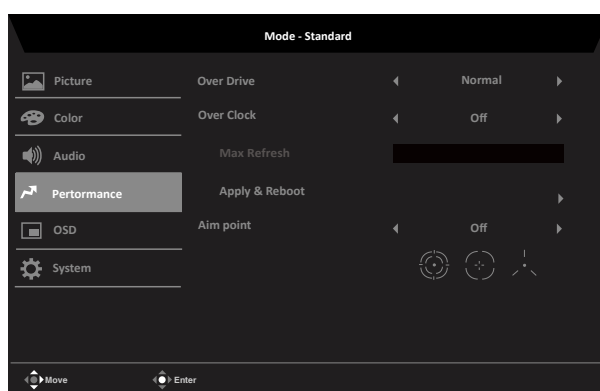 Mode - Standard
Picture
Over Drive Normal
Color
Over Clock Off
Audio
Max Refresh
Pertormance
Apply & Reboot
OSD
Aim point Off
System
Move Enter